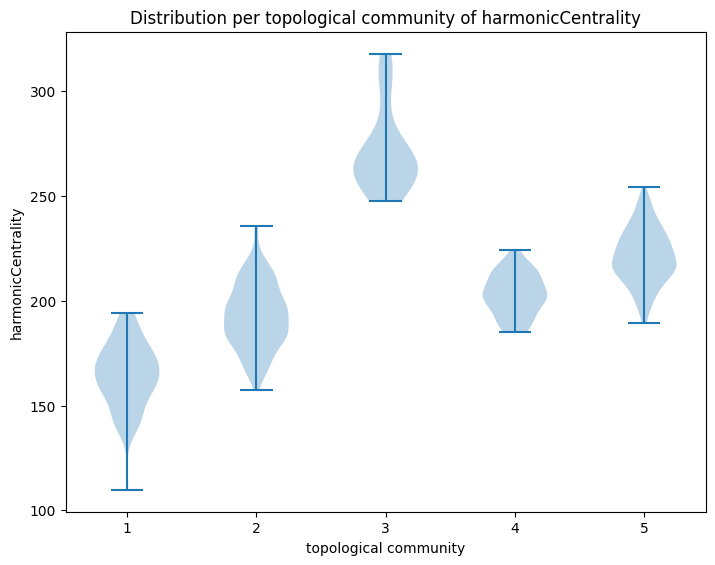 Distribution per topological community of harmonicCentrality
300
250
200
150
100
harmonicCentrality
1 2 3 4 5
topological community